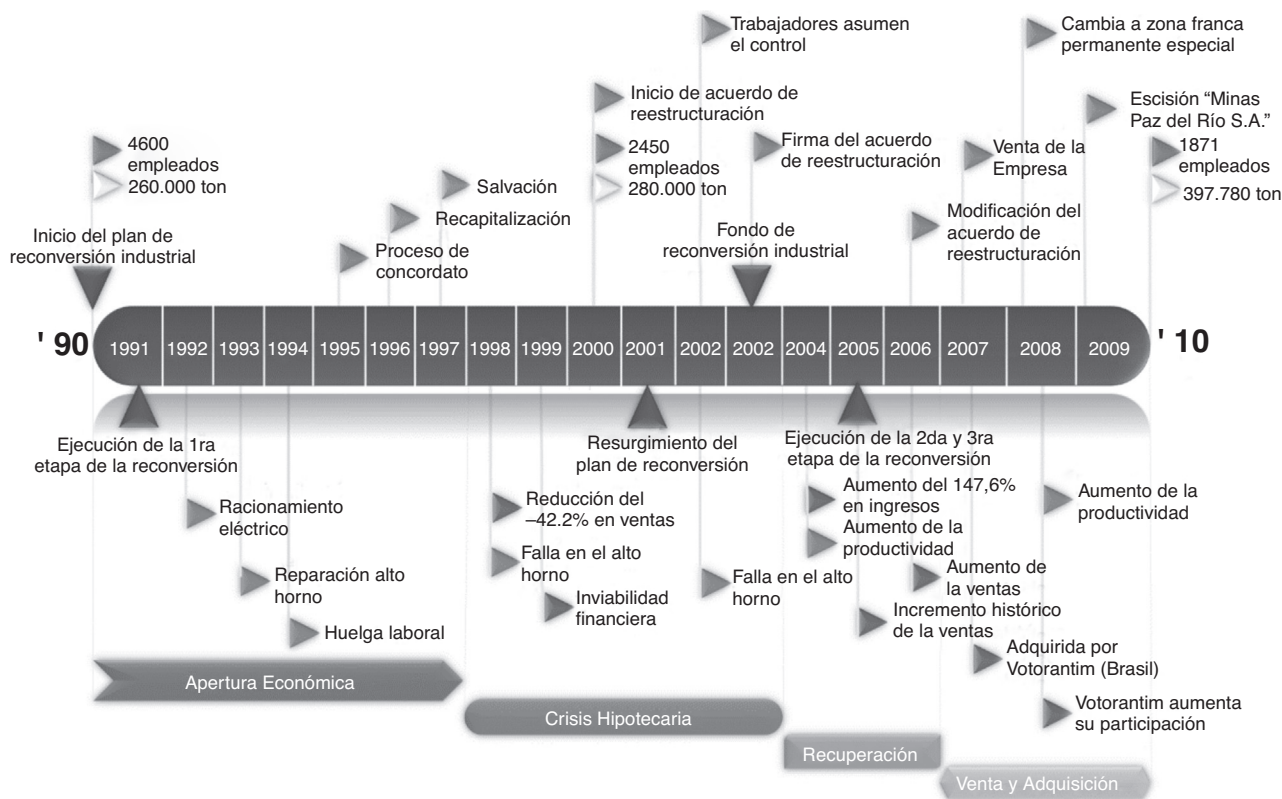 Trabajadores asumen
el control
Cambia a zona franca
permanente especial
Inicio de acuerdo de
reestructuración
Escisión “Minas
Paz del Río S.A.”
4600
empleados
260.000 ton
2450
empleados
280.000 ton
Firma del acuerdo
de reestructuración
Venta de la
Empresa
1871
empleados
397.780 ton
Salvación
Recapitalización
Proceso de
concordato
Inicio del plan de
reconversión industrial
Fondo de
reconversión industrial
Modificación del
acuerdo de
reestructuración
' 90
1991
1992
1993
1994
1995
1996
1997
1998
1999
2000
2001
2002
2002
2004
2005
2006
2007
2008
2009
' 10
Ejecución de la 1ra
etapa de la reconversión
Resurgimiento del
plan de reconversión
Ejecución de la 2da y 3ra
etapa de la reconversión
Racionamiento
eléctrico
Reparación alto
horno
Huelga laboral
Reducción del
–42.2% en ventas
Falla en el alto
horno
Inviabilidad
financiera
Falla en el alto
horno
Aumento del 147,6%
en ingresos
Aumento de la
productividad
Aumento de
la ventas
Incremento histórico
de la ventas
Adquirida por
Votorantim (Brasil)
Aumento de la
productividad
Votorantim aumenta
su participación
Apertura Económica
Crisis Hipotecaria
Recuperación
Venta y Adquisición